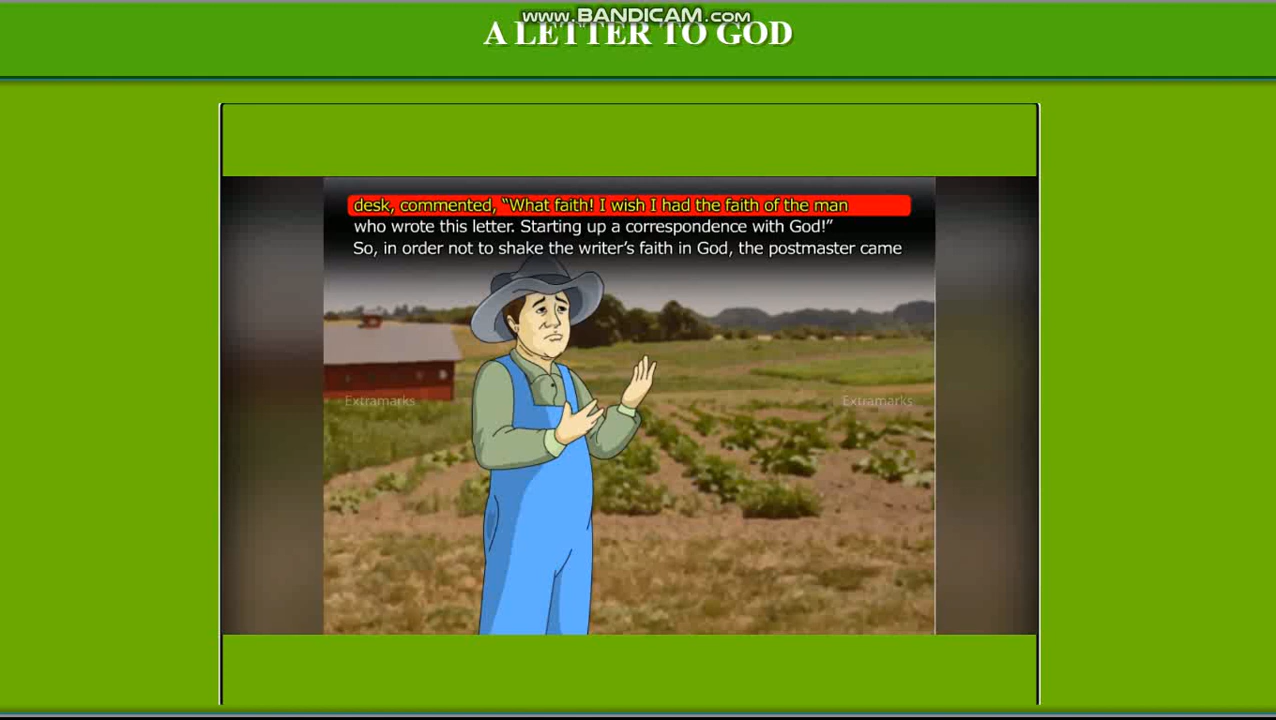 www.BANDICAM.com
A LETTER TO GOD
desk, commented, “What faith! I wish I had the faith of the man
who wrote this letter. Starting up a correspondence with God!”
So, in order not to shake the writer’s faith in God, the postmaster came
Extramarks
Extramarks